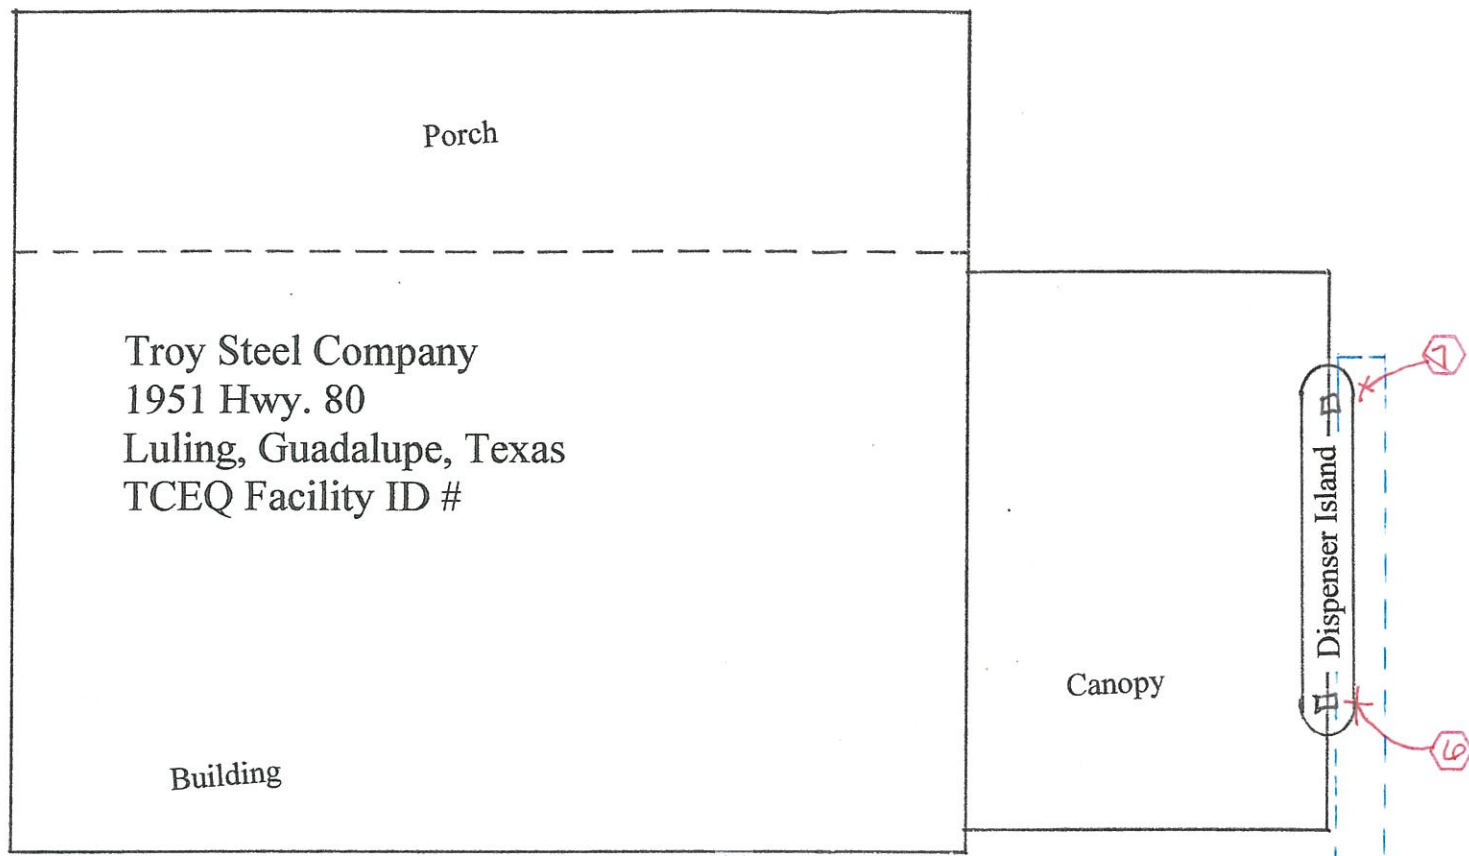 Porch
Troy Steel Company
1951 Hwy. 80
Luling, Guadalupe, Texas
TCEQ Facility ID #
7
Dispenser Island
Canopy
6
Building